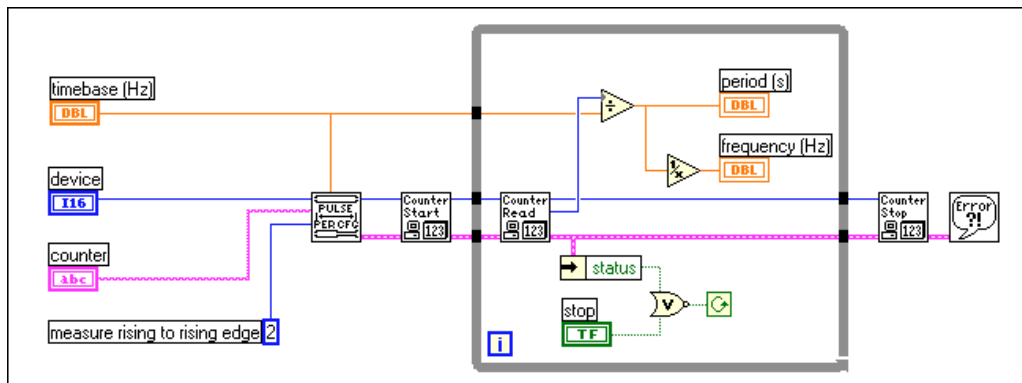 timebase (Hz)
DBL
device
I16
counter
abc
measure rising to rising edge 2
PULSE
PER CFG
Counter
Start
123
Counter
Read
123
÷
1/x
period (s)
DBL
frequency (Hz)
DBL
status
stop
TF
V
i
Counter
Stop
123
Error
?!